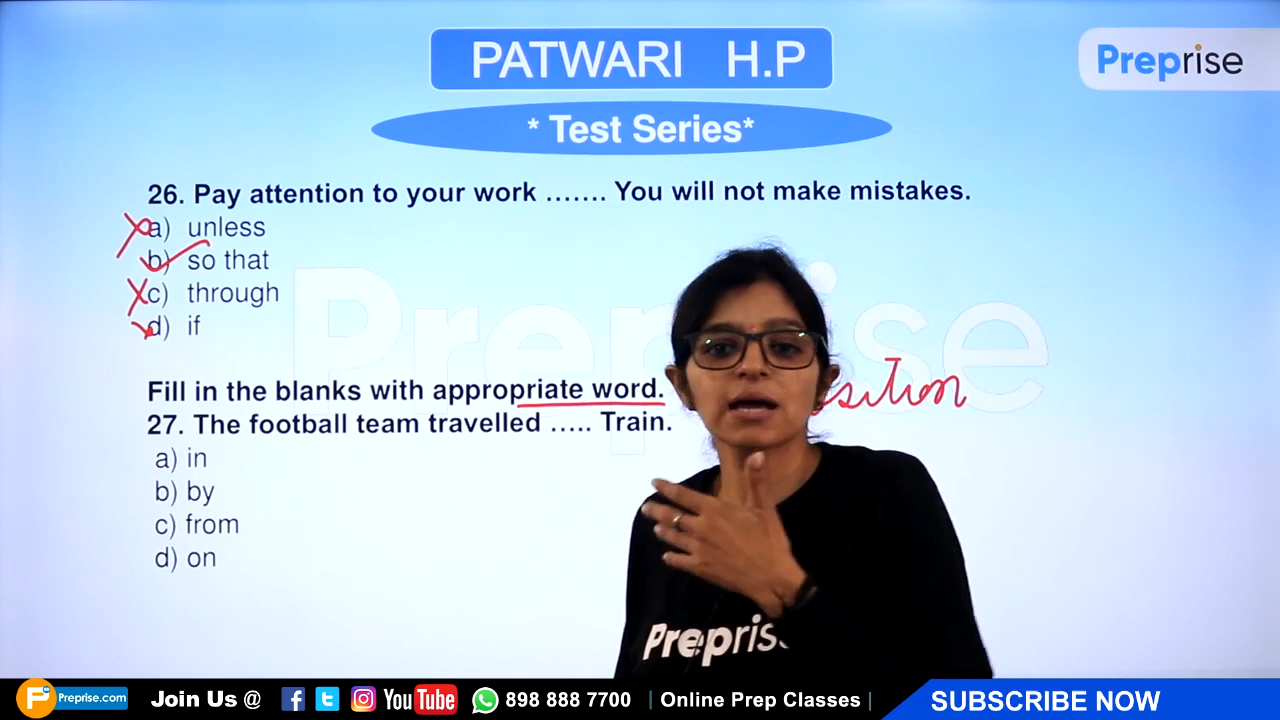 PATWARI H.P
Preprise
* Test Series*
26. Pay attention to your work ....... You will not make mistakes.
a) unless
b) so that
c) through
d) if
Fill in the blanks with appropriate word.
27. The football team travelled ..... Train.
a) in
b) by
c) from
d) on
Preprise
Preprise.com
Join Us @
YouTube
898 888 7700
| Online Prep Classes |
SUBSCRIBE NOW